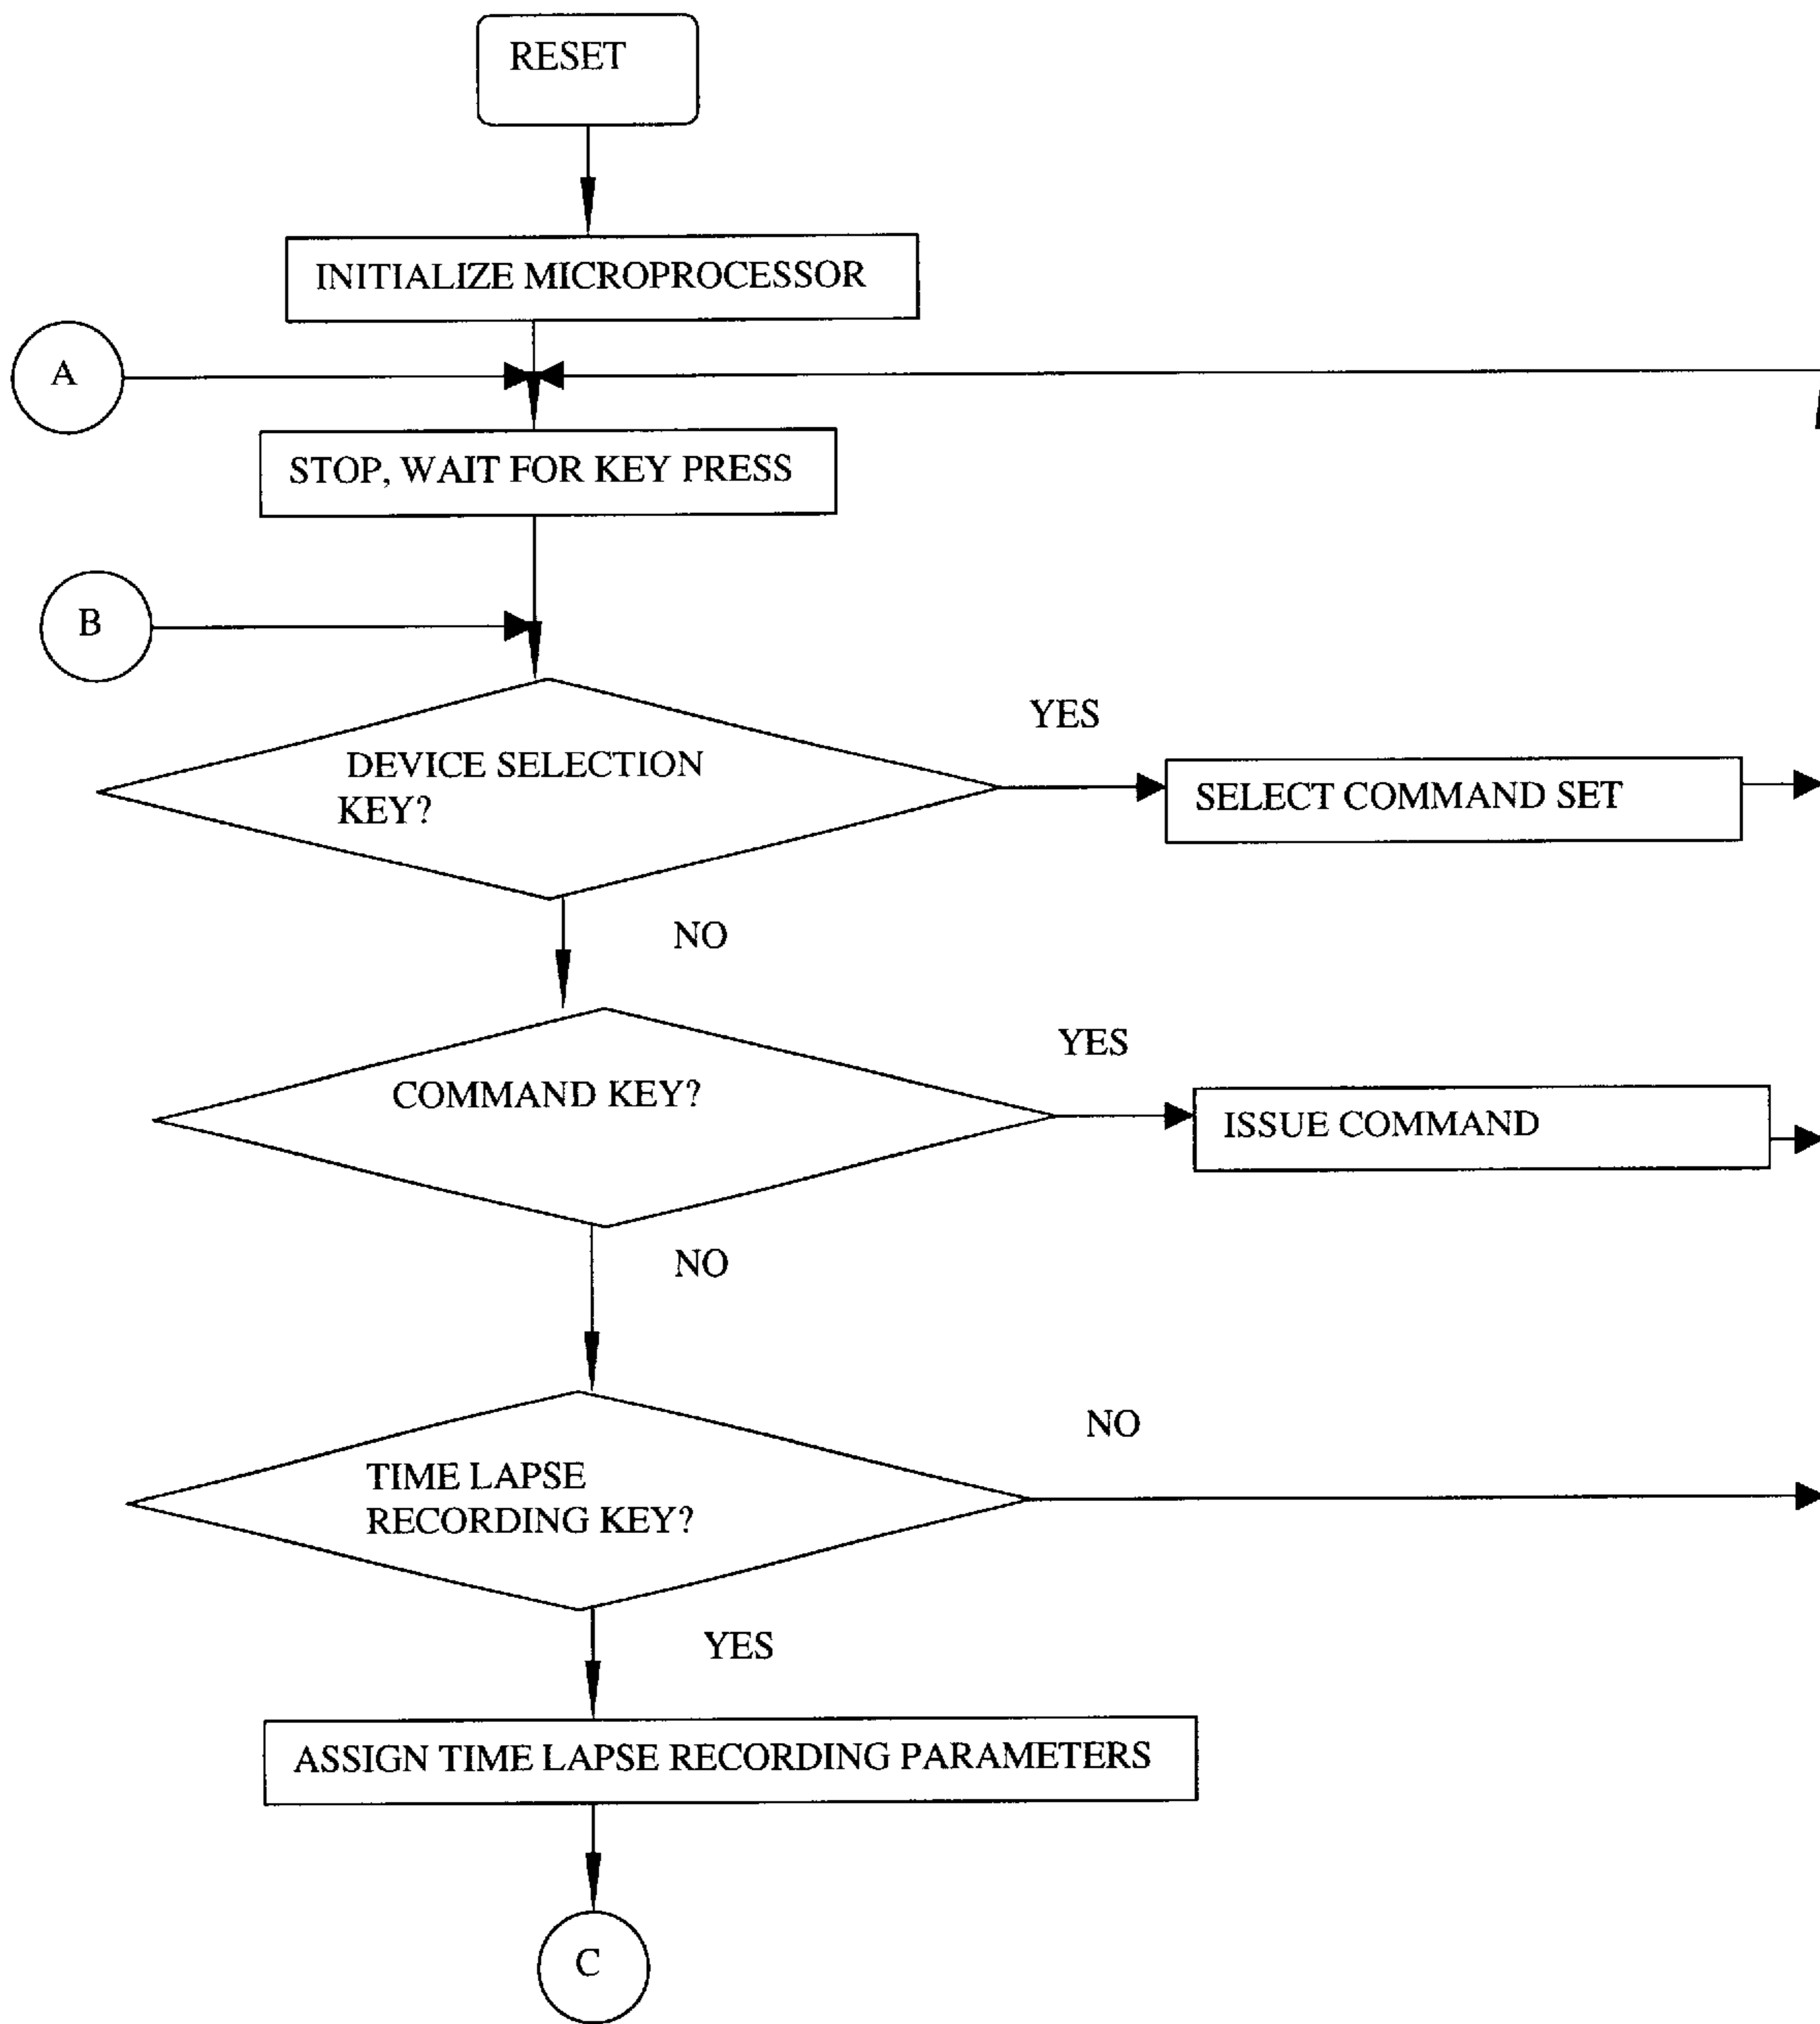 RESET
INITIALIZE MICROPROCESSOR
A
STOP, WAIT FOR KEY PRESS
B
YES
DEVICE SELECTION
KEY?
SELECT COMMAND SET
NO
YES
COMMAND KEY?
ISSUE COMMAND
NO
NO
TIME LAPSE
RECORDING KEY?
YES
ASSIGN TIME LAPSE RECORDING PARAMETERS
C